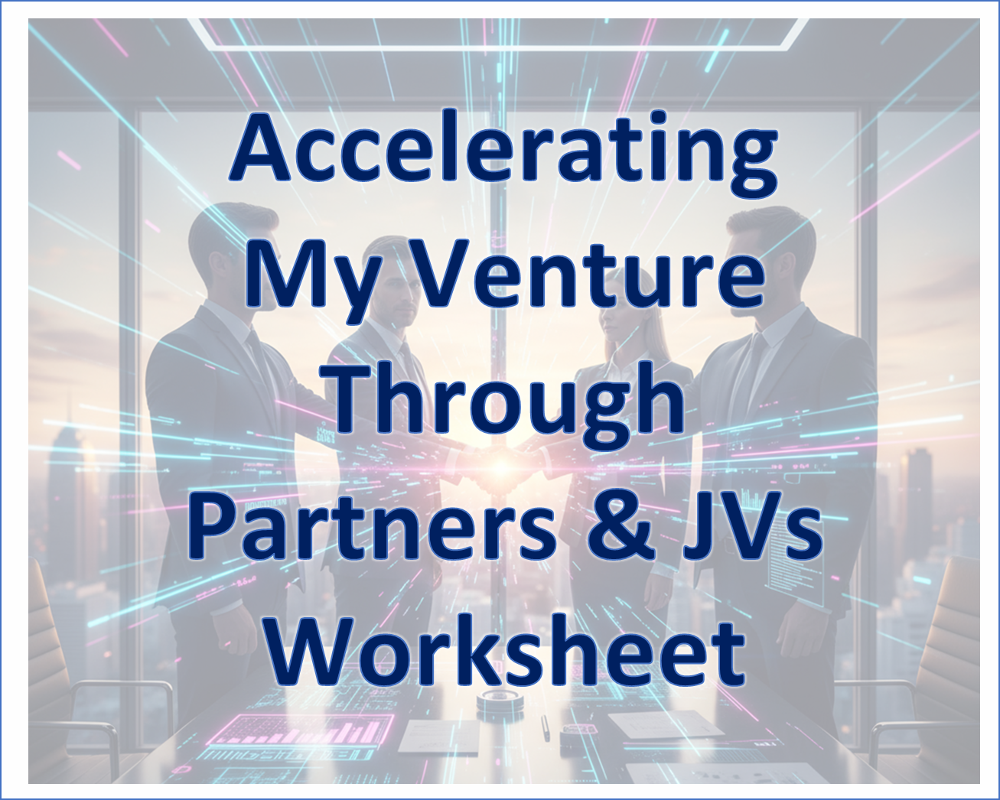 Accelerating
My Venture
Through
Partners & JVs
Worksheet